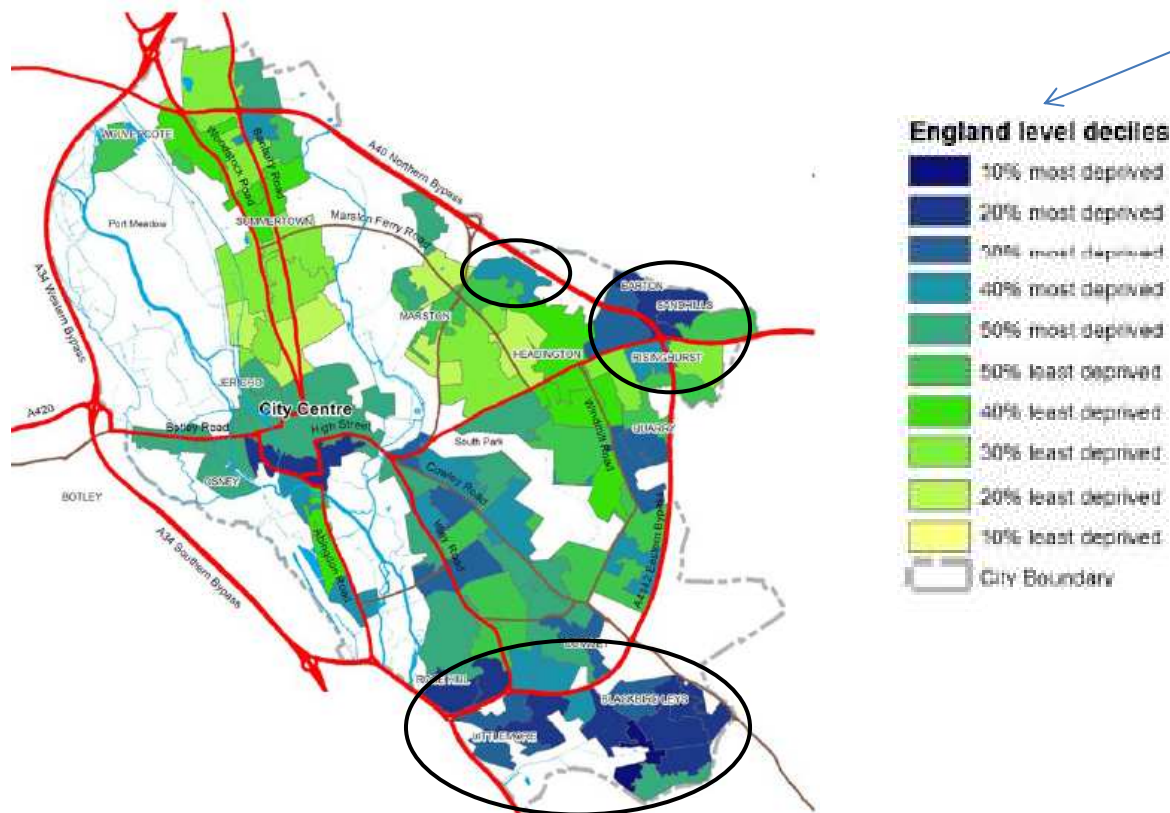 WOLVERCOTE
Woodstock Road
Banbury Road
A40 Northern Bypass
Port Meadow
SUMMERTOWN
Marston Ferry Road
A34 Western Bypass
BARTON
SANDHILLS
MARSTON
HEADINGTON
RISINGHURST
JERICHO
City Centre
A420
Botley Road
High Street
South Park
Windmill Road
QUARRY
Cowley Road
OSNEY
BOTLEY
Abingdon Road
Iffley Road
A34 Southern Bypass
A4142 Eastern Bypass
COWLEY
ROSE HILL
BLACKBIRD LEYS
LITTLEMORE
England level deciles
10% most deprived
20% most deprived
30% most deprived
40% most deprived
50% most deprived
50% least deprived
40% least deprived
30% least deprived
20% least deprived
10% least deprived
City Boundary